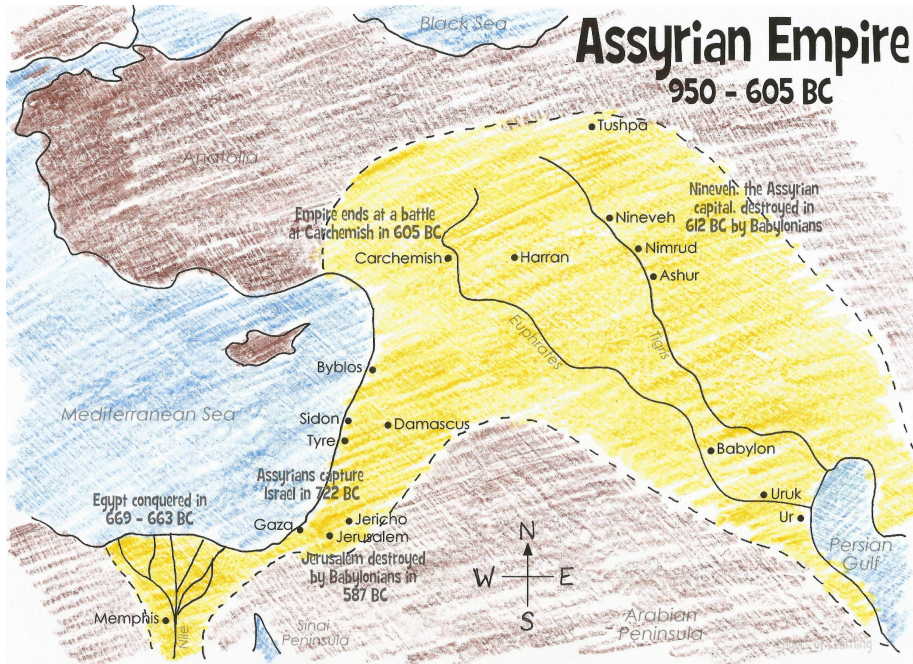 Black Sea
Assyrian Empire
950 - 605 BC
Tushpa
Anatolia
Nineveh: the Assyrian
capital. destroyed in
612 BC by Babylonians
Empire ends at a battle
at Carchemish in 605 BC
Nineveh
Nimrud
Carchemish
Harran
Ashur
Euphrates
Tigris
Byblos
Mediterranean Sea
Sidon
Damascus
Tyre
Babylon
Assyrians capture
Israel in 722 BC
Egypt conquered in
669 - 663 BC
Uruk
Ur
Gaza
Jericho
Jerusalem
N
Persian
Gulf
Jerusalem destroyed
by Babylonians in
587 BC
W E
S
Memphis
Nile
Sinai
Peninsula
Arabian
Peninsula